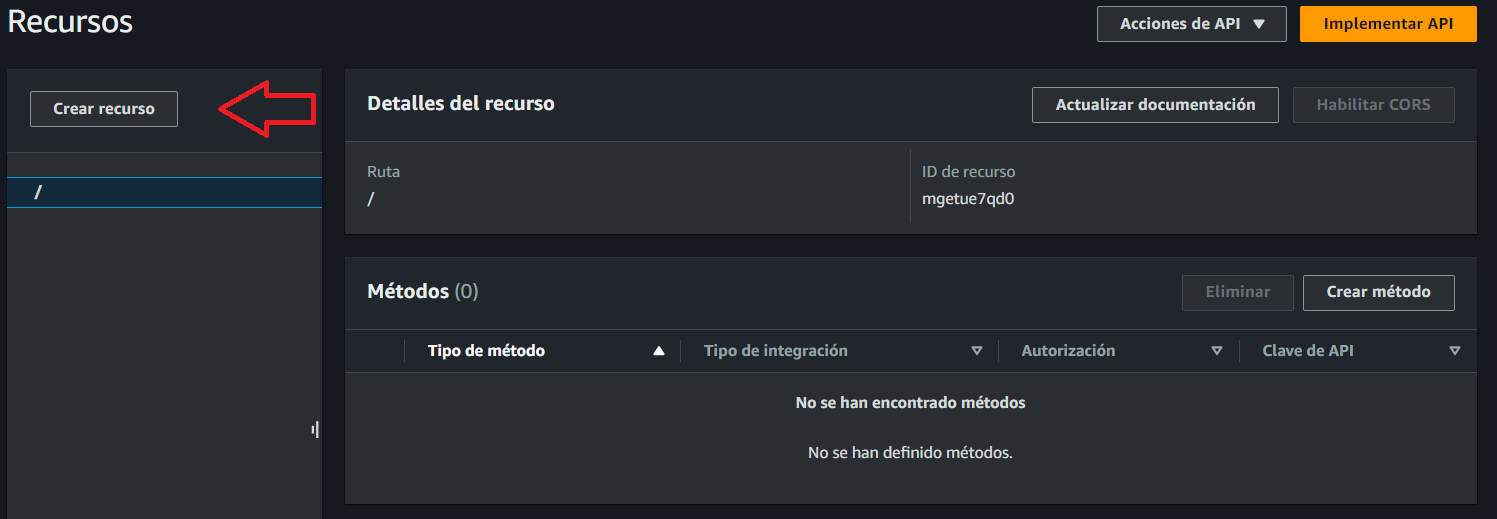 Recursos
Acciones de API
Implementar API
Crear recurso
/
Detalles del recurso
Actualizar documentación
Habilitar CORS
Ruta
/
ID de recurso
mgetue7qd0
Métodos (0)
Eliminar
Crear método
Tipo de método
Tipo de integración
Autorización
Clave de API
No se han encontrado métodos
No se han definido métodos.